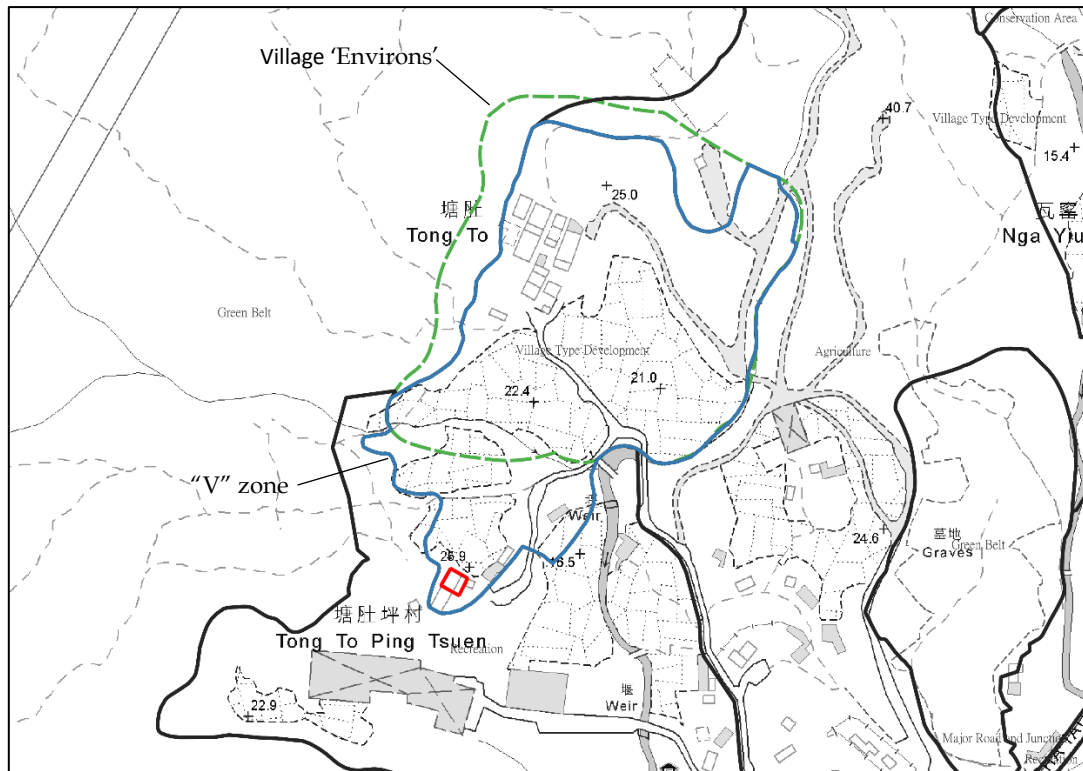 Conservation Area
Village 'Environs'
40.7
Village Type Development
15.4
25.0
塘肚
Tong To
瓦窰
Nga Yiu
Green Belt
Village Type Development
Agriculture
22.4
21.0
"V" zone
堰
Weir
26.9
16.5
24.6
墓地
Green Belt
Graves
塘肚坪村
Tong To Ping Tsuen
Recreation
22.9
堰
Weir
Major Road and Junction
Recreation